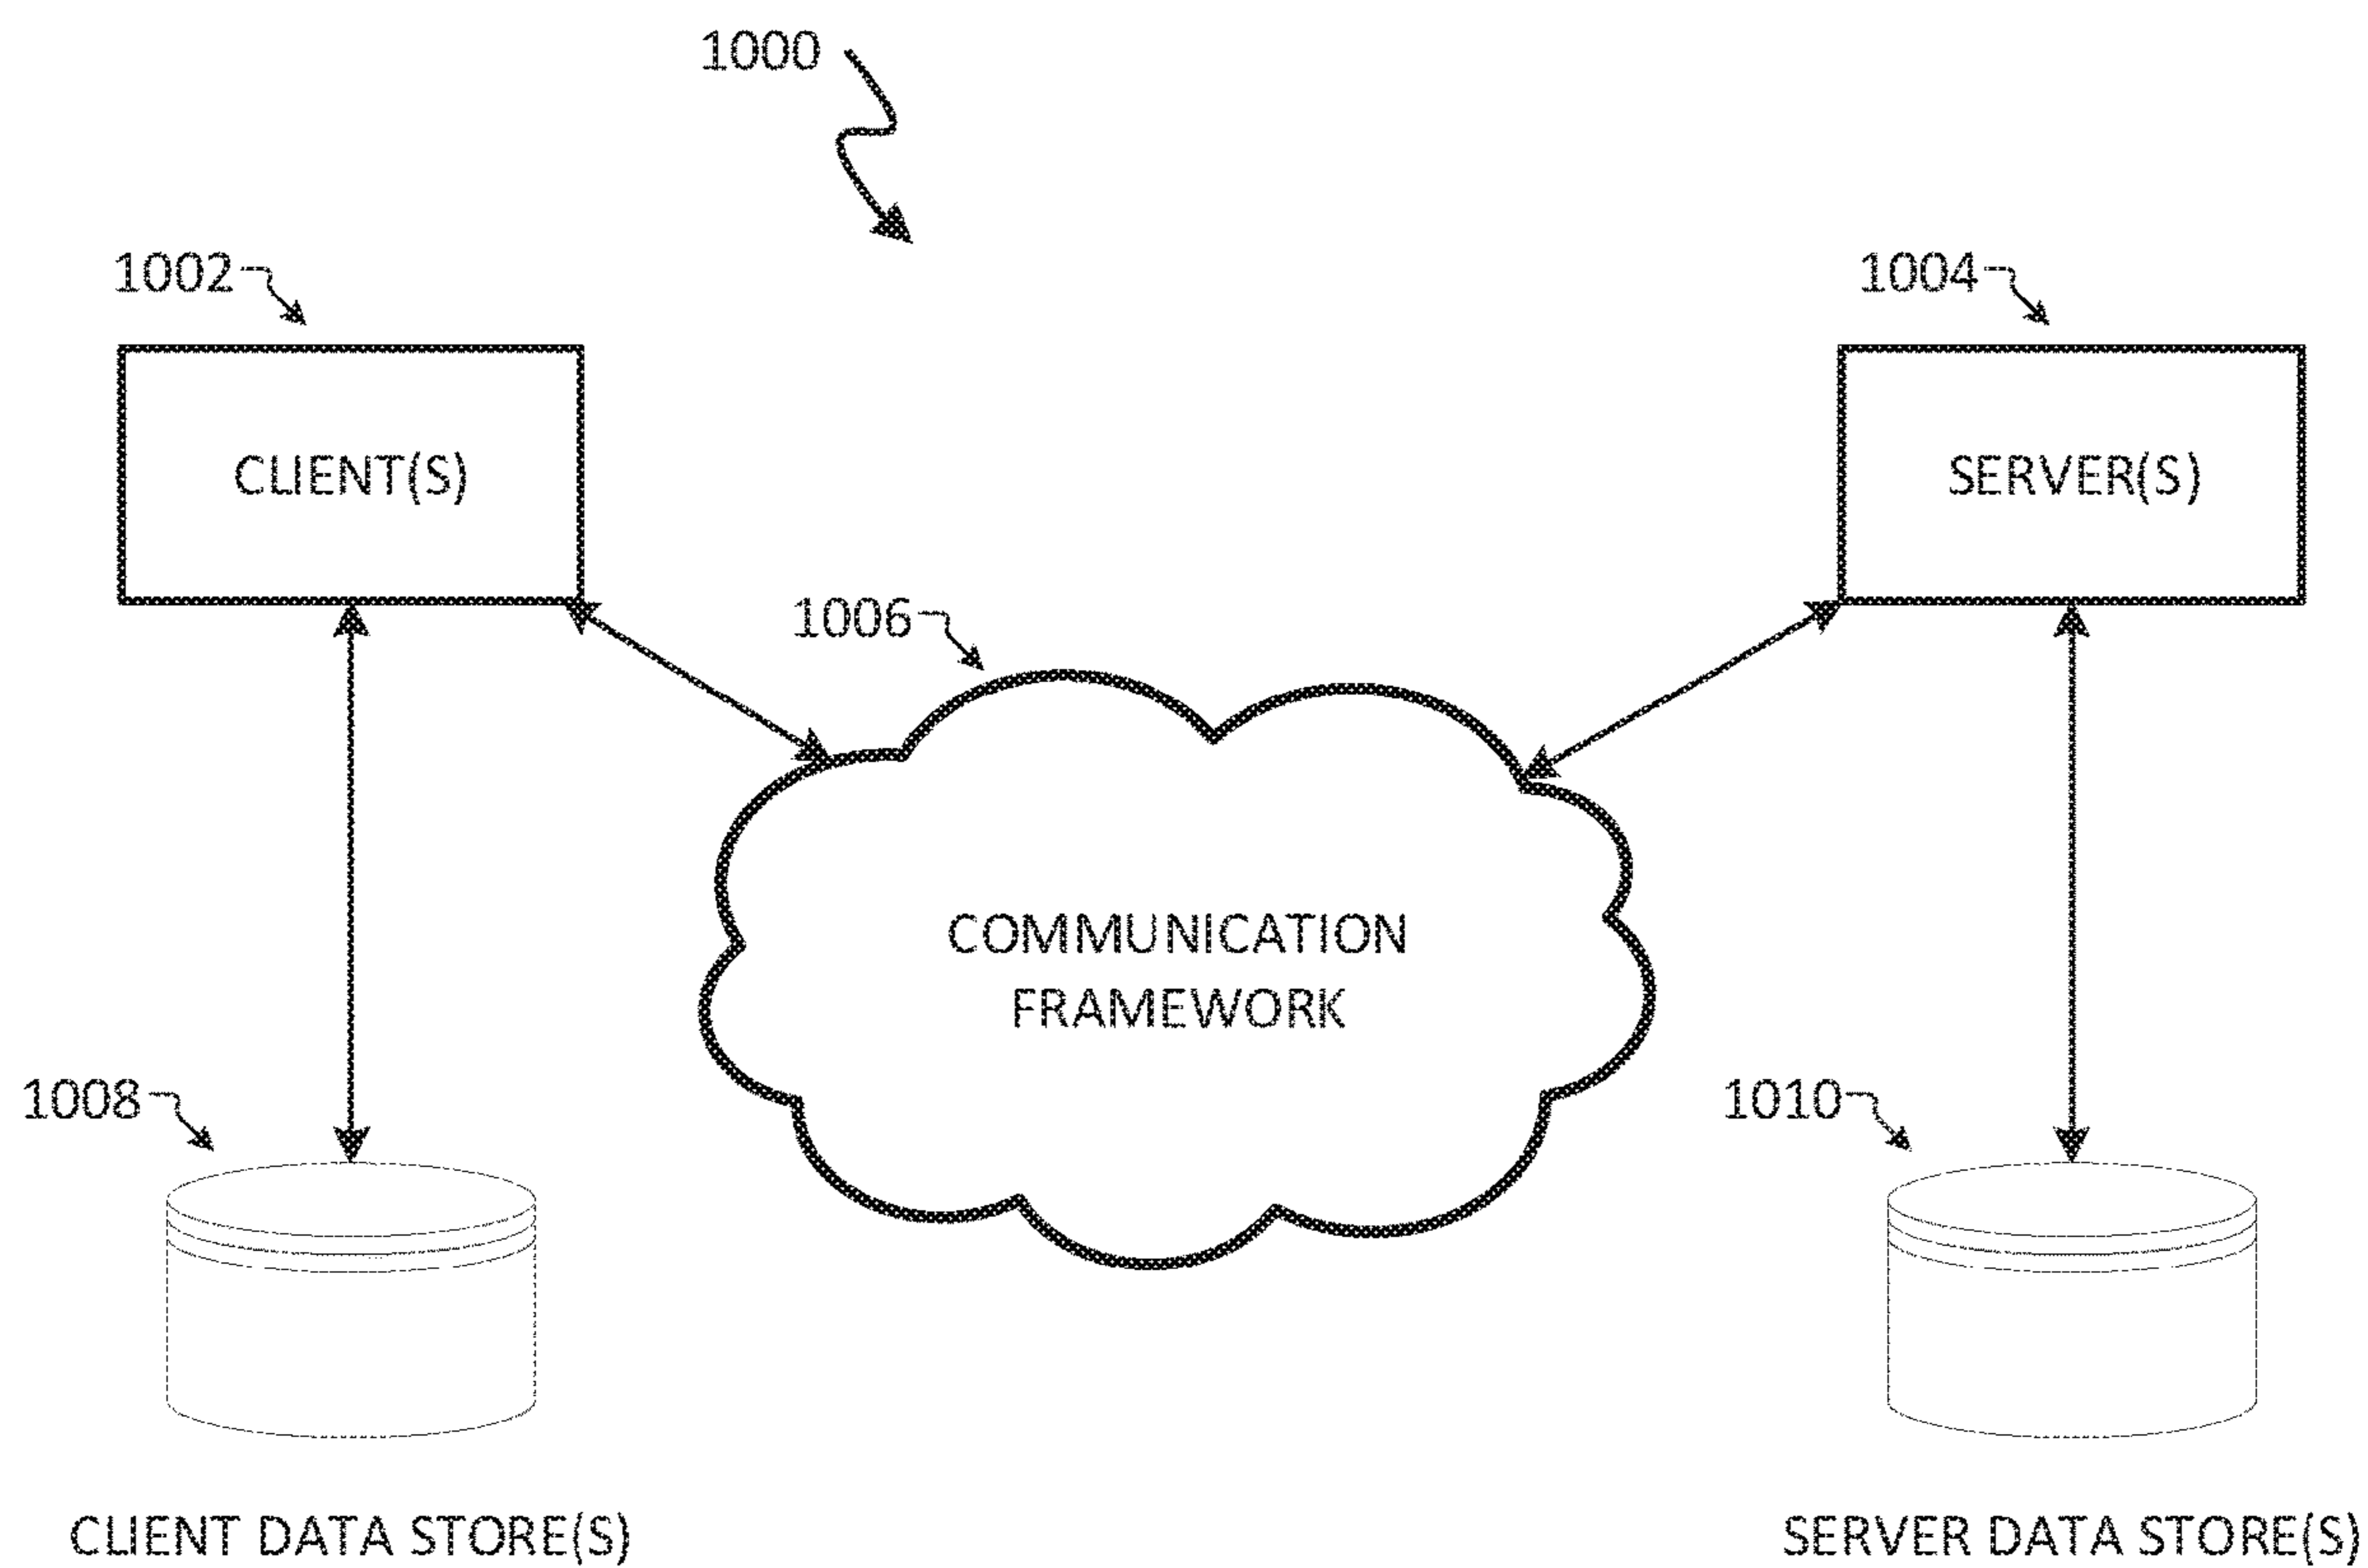 1000
1002
1004
CLIENT(S)
SERVER(S)
1006
COMMUNICATION
FRAMEWORK
1008
1010
CLIENT DATA STORE(S)
SERVER DATA STORE(S)